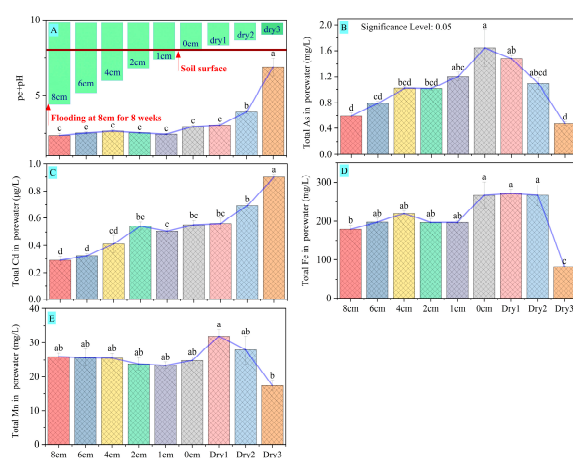 A
8cm
6cm
4cm
2cm
1cm
0cm
dry1
dry2
dry3
Soil surface
Flooding at 8cm for 8 weeks
pe+pH
10
5
c c c c c c c b a
B
Significance Level: 0.05
Total As in porewater (mg/L)
2.0
1.6
1.2
0.8
0.4
0.0
d cd bcd bcd abc a ab abcd d
C
Total Cd in porewater (μg/L)
1.0
0.8
0.6
0.4
0.2
0.0
d d c bc c bc bc b a
D
Total Fe in porewater (mg/L)
300
200
100
0
b ab a ab ab a a a c
8cm 6cm 4cm 2cm 1cm 0cm Dry1 Dry2 Dry3
E
Total Mn in porewater (mg/L)
40
30
20
10
0
ab ab ab ab ab ab a ab b
8cm 6cm 4cm 2cm 1cm 0cm Dry1 Dry2 Dry3